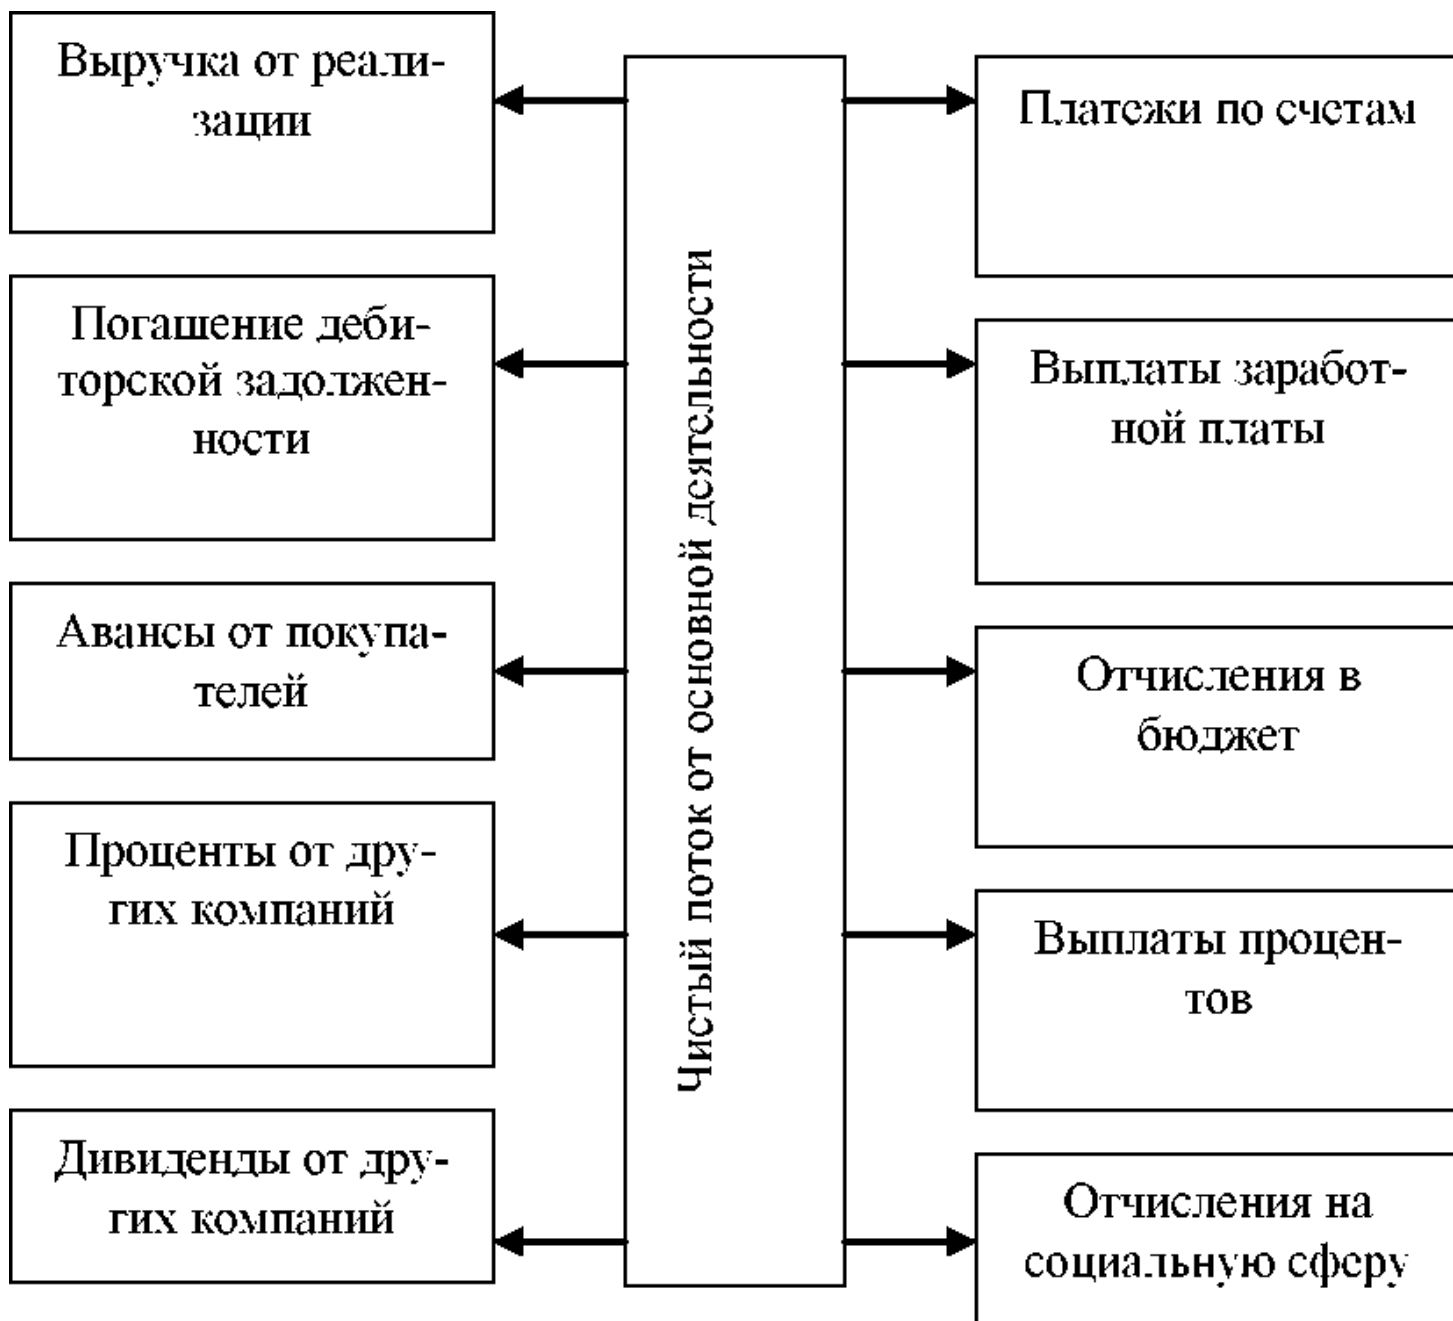 Выручка от реали-
зации
Погашение деби-
торской задолжен-
ности
Авансы от покупа-
телей
Проценты от дру-
гих компаний
Дивиденды от дру-
гих компаний
Чистый поток от основной деятельности
Платежи по счетам
Выплаты заработ-
ной платы
Отчисления в
бюджет
Выплаты процен-
тов
Отчисления на
социальную сферу